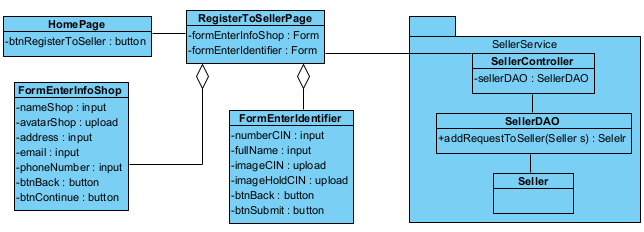 HomePage
-btnRegisterToSeller : button
RegisterToSellerPage
-formEnterInfoShop : Form
-formEnterIdentifier : Form
SellerService
SellerController
-sellerDAO : SellerDAO
SellerDAO
+addRequestToSeller(Seller s) : Selelr
Seller
FormEnterInfoShop
-nameShop : input
-avatarShop : upload
-address : input
-email : input
-phoneNumber : input
-btnBack : button
-btnContinue : button
FormEnterIdentifier
-numberCIN : input
-fullName : input
-imageCIN : upload
-imageHoldCIN : upload
-btnBack : button
-btnSubmit : button